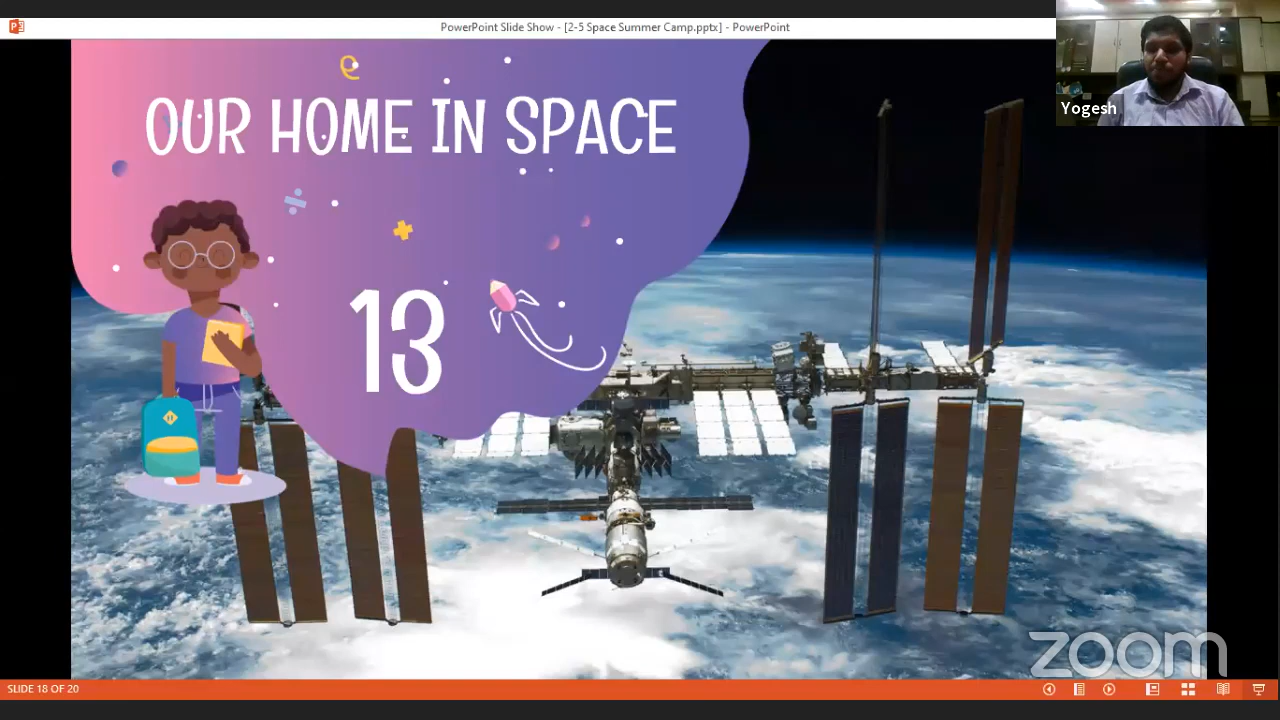 PowerPoint Slide Show - [2-5 Space Summer Camp.pptx] - PowerPoint
Yogesh
OUR HOME IN SPACE
13
zoom
SLIDE 18 OF 20